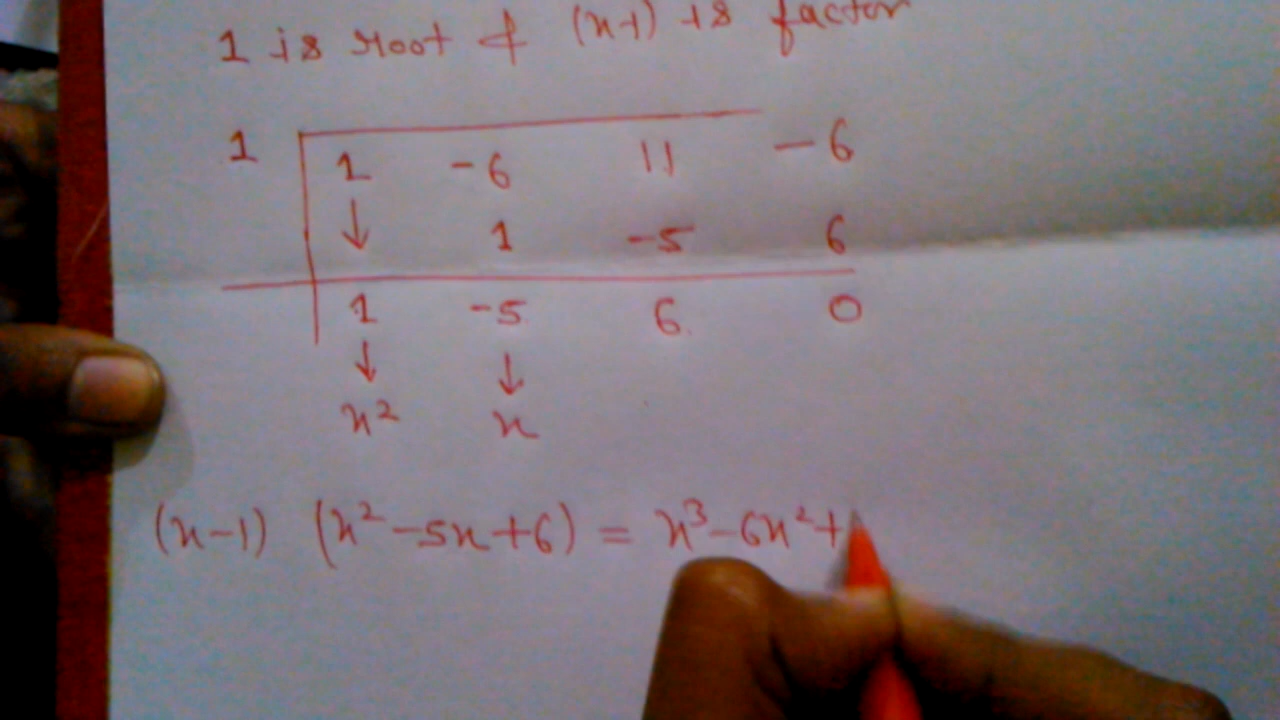 1 is root & (x-1) is factor
1 1 -6 11 -6
↓ 1 -5 6
1 -5 6 0
↓ ↓
x² x
(x-1) (x²-5x+6) = x³-6x²+